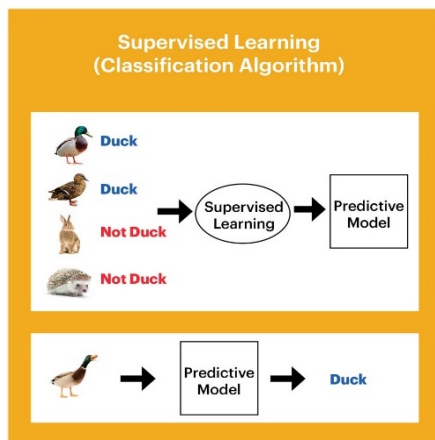 Supervised Learning
(Classification Algorithm)
Duck
Duck
Not Duck
Not Duck
Supervised
Learning
Predictive
Model
Predictive
Model
Duck